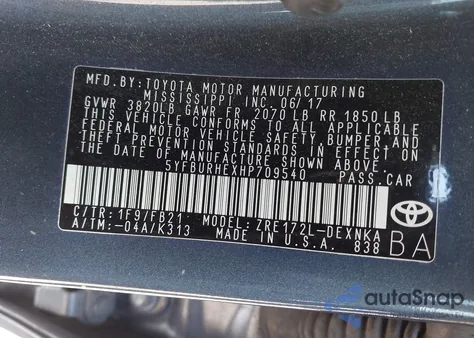 MFD.BY: TOYOTA MOTOR MANUFACTURING
MISSISSIPPI INC. 06/17
GVWR 3820LB GAWR FR 2070 LB RR 1850 LB
THIS VEHICLE CONFORMS TO ALL APPLICABLE
FEDERAL MOTOR VEHICLE SAFETY, BUMPER, AND
THEFT PREVENTION STANDARDS IN EFFECT ON
THE DATE OF MANUFACTURE SHOWN ABOVE.
5YFBURHEXHP709540 PASS.CAR
C/TR: 1F9/FB21 MODEL: ZRE172L-DEXNKA
A/TM:-04A/K313 MADE IN U.S.A. 838
TOYOTA
BA
autoSnap